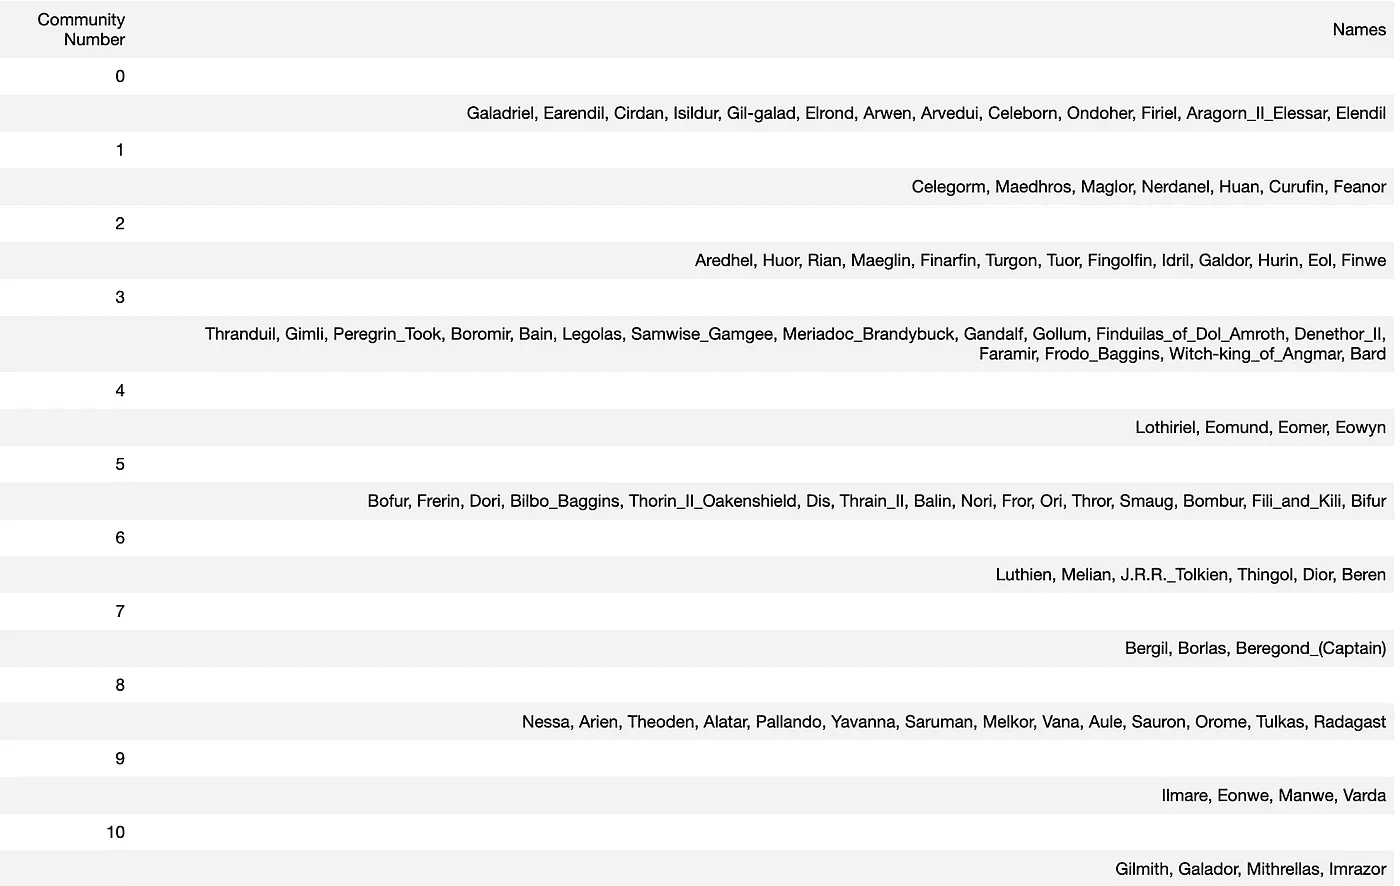 Community
Number
Names
0
Galadriel, Earendil, Cirdan, Isildur, Gil-galad, Elrond, Arwen, Arvedui, Celeborn, Ondoher, Firiel, Aragorn_II_Elessar, Elendil
1
Celegorm, Maedhros, Maglor, Nerdanel, Huan, Curufin, Feanor
2
Aredhel, Huor, Rian, Maeglin, Finarfin, Turgon, Tuor, Fingolfin, Idril, Galdor, Hurin, Eol, Finwe
3
Thranduil, Gimli, Peregrin_Took, Boromir, Bain, Legolas, Samwise_Gamgee, Meriadoc_Brandybuck, Gandalf, Gollum, Finduilas_of_Dol_Amroth, Denethor_II,
Faramir, Frodo_Baggins, Witch-king_of_Angmar, Bard
4
Lothiriel, Eomund, Eomer, Eowyn
5
Bofur, Frerin, Dori, Bilbo_Baggins, Thorin_II_Oakenshield, Dis, Thrain_II, Balin, Nori, Fror, Ori, Thror, Smaug, Bombur, Fili_and_Kili, Bifur
6
Luthien, Melian, J.R.R._Tolkien, Thingol, Dior, Beren
7
Bergil, Borlas, Beregond_(Captain)
8
Nessa, Arien, Theoden, Alatar, Pallando, Yavanna, Saruman, Melkor, Vana, Aule, Sauron, Orome, Tulkas, Radagast
9
Ilmare, Eonwe, Manwe, Varda
10
Gilmith, Galador, Mithrellas, Imrazor